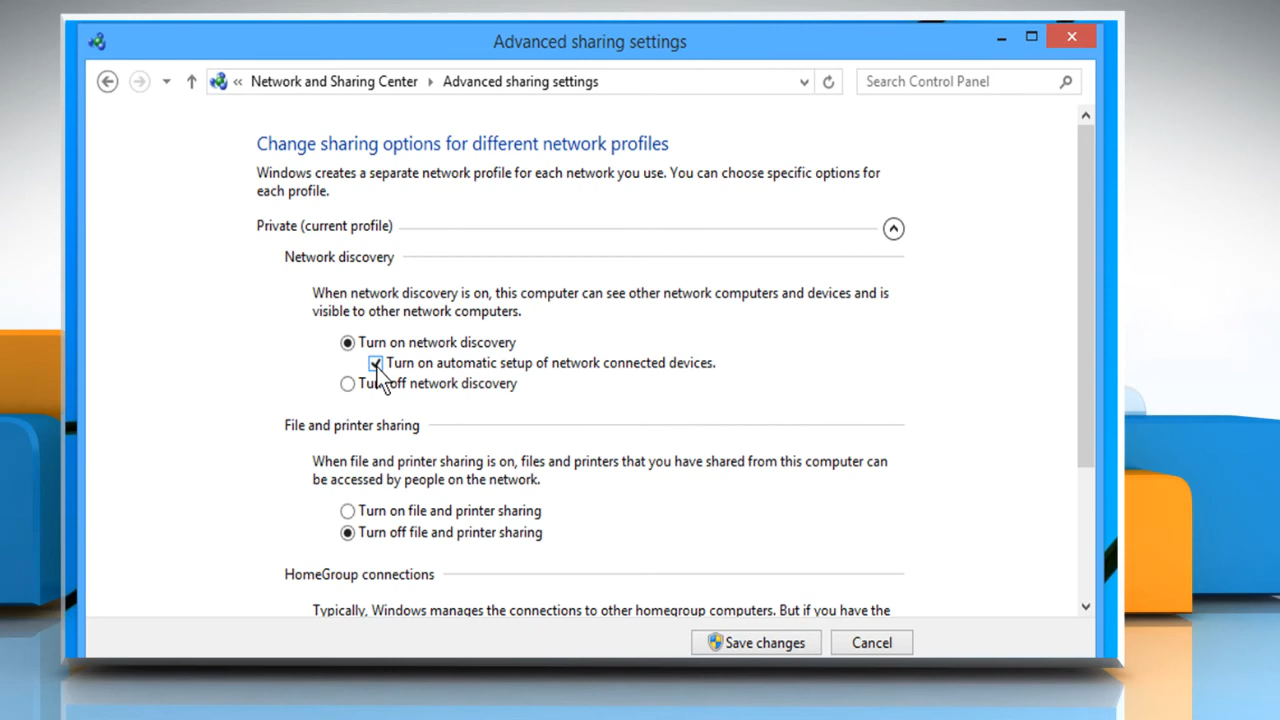 Advanced sharing settings
« Network and Sharing Center Advanced sharing settings
Search Control Panel
Change sharing options for different network profiles
Windows creates a separate network profile for each network you use. You can choose specific options for
each profile.
Private (current profile)
Network discovery
When network discovery is on, this computer can see other network computers and devices and is
visible to other network computers.
Turn on network discovery
Turn on automatic setup of network connected devices.
Turn off network discovery
File and printer sharing
When file and printer sharing is on, files and printers that you have shared from this computer can
be accessed by people on the network.
Turn on file and printer sharing
Turn off file and printer sharing
HomeGroup connections
Typically, Windows manages the connections to other homegroup computers. But if you have the
Save changes
Cancel